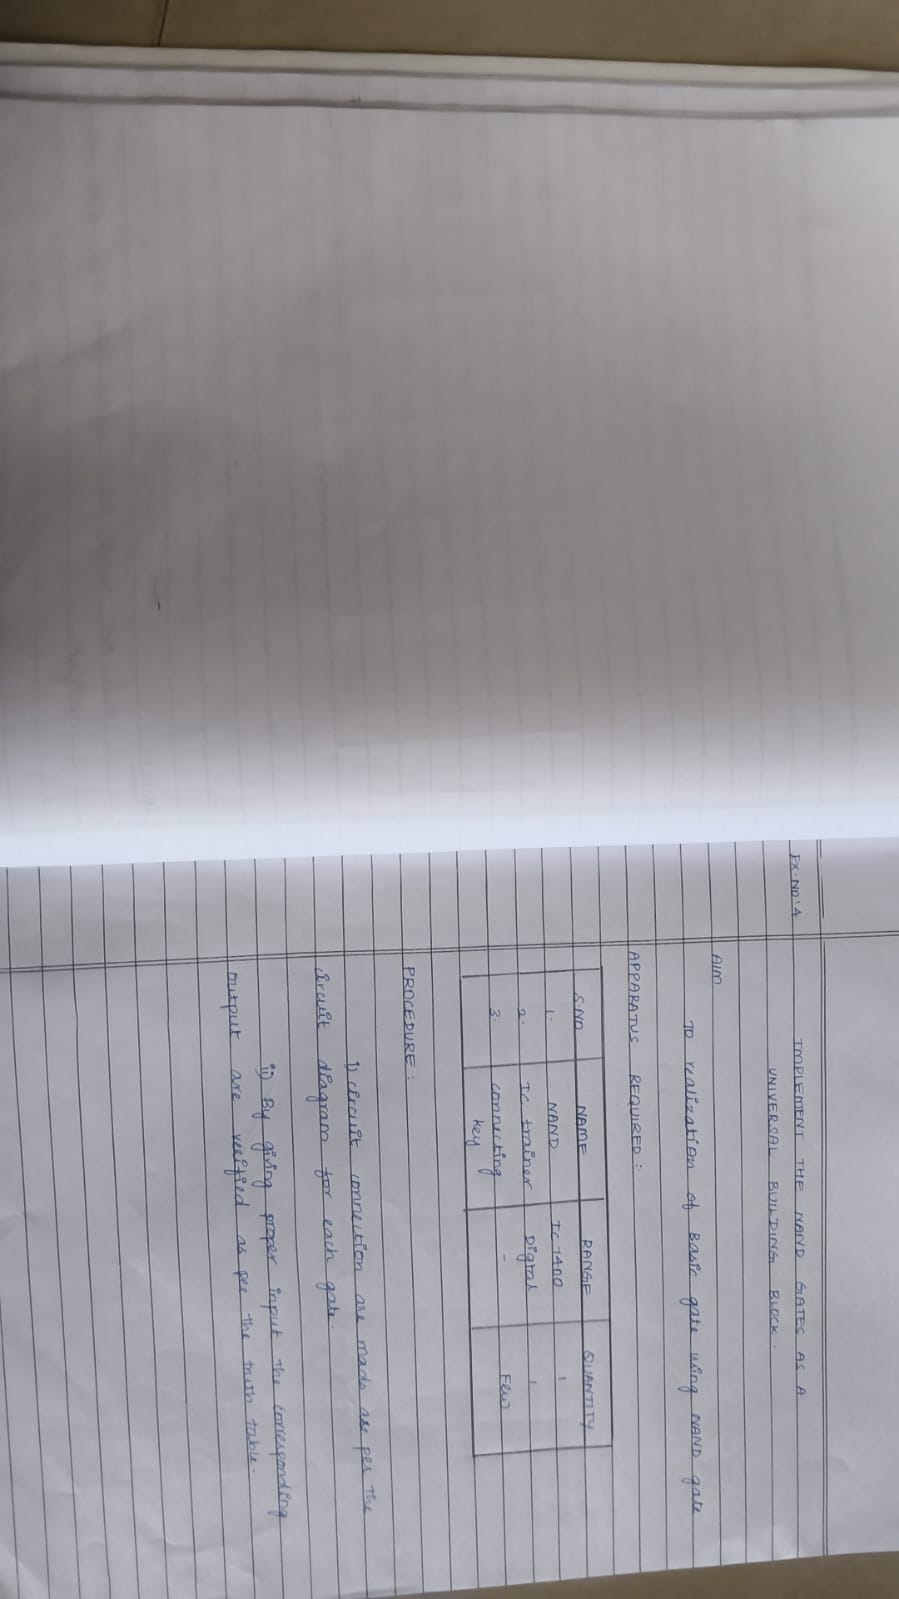 Ex-No:4
IMPLEMENT THE NAND GATES AS A
UNIVERSAL BUILDING BLOCK.
AIM
TO realization of Basic gate using NAND gate
APPARATUS REQUIRED:
S.NO NAME RANGE QUANTITY
1. NAND IC 7400 1
2. IC trainer Digital 1
3. connecting - Few
key
PROCEDURE:
i) circuit connection are made as per the
circuit diagram for each gate.
ii) By giving proper input the corresponding
output are verified as per the truth table.